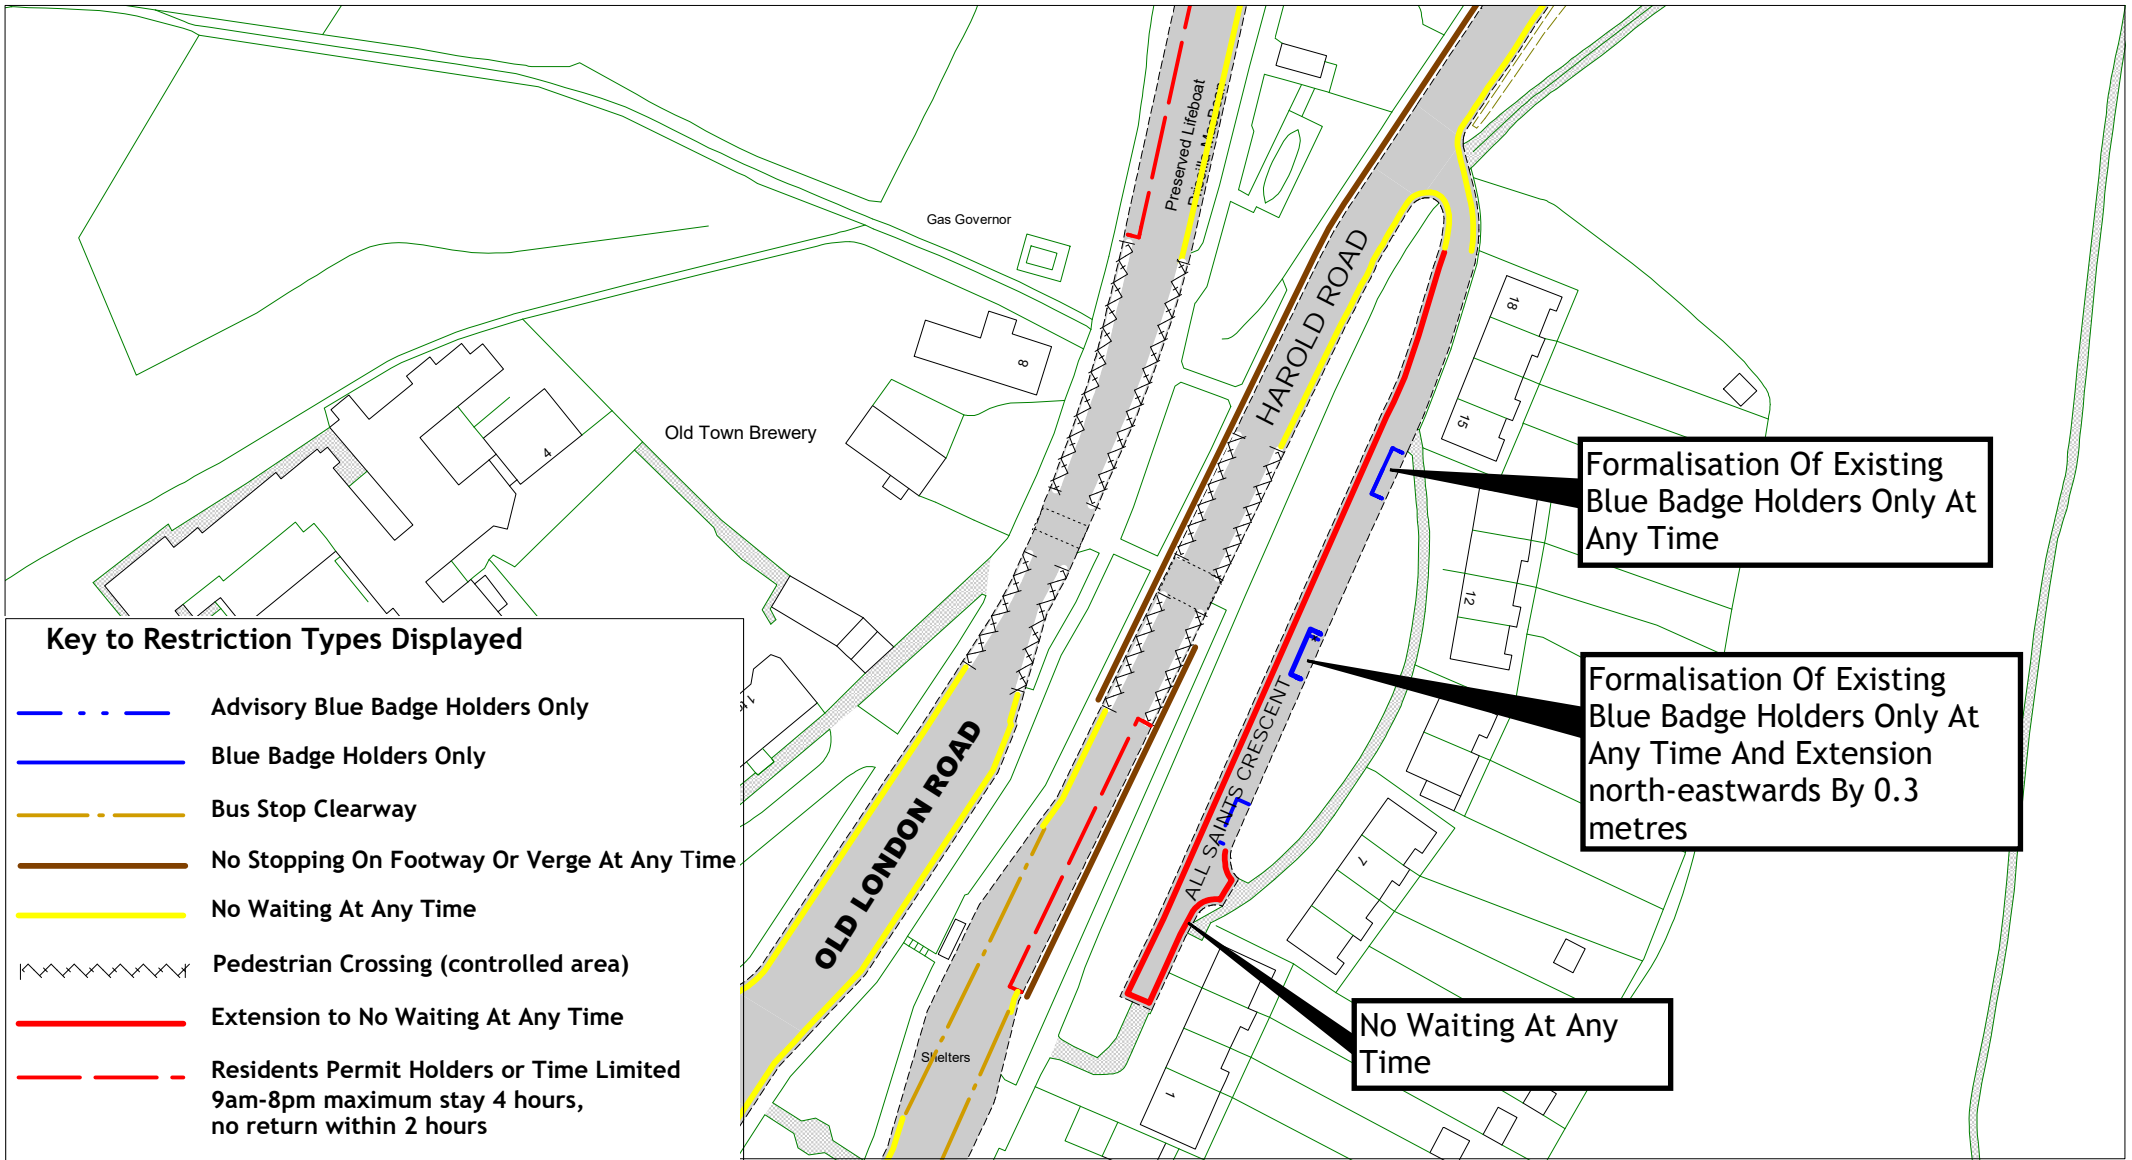 Preserved Lifeboat
Gas Governor
HAROLD ROAD
18
8
15
Old Town Brewery
4
Formalisation Of Existing
Blue Badge Holders Only At
Any Time
12
Key to Restriction Types Displayed
Advisory Blue Badge Holders Only
Blue Badge Holders Only
Bus Stop Clearway
No Stopping On Footway Or Verge At Any Time
No Waiting At Any Time
Pedestrian Crossing (controlled area)
Extension to No Waiting At Any Time
Residents Permit Holders or Time Limited
9am-8pm maximum stay 4 hours,
no return within 2 hours
Formalisation Of Existing
Blue Badge Holders Only At
Any Time And Extension
north-eastwards By 0.3
metres
OLD LONDON ROAD
ALL SAINTS CRESCENT
7
No Waiting At Any
Time
Shelters
1